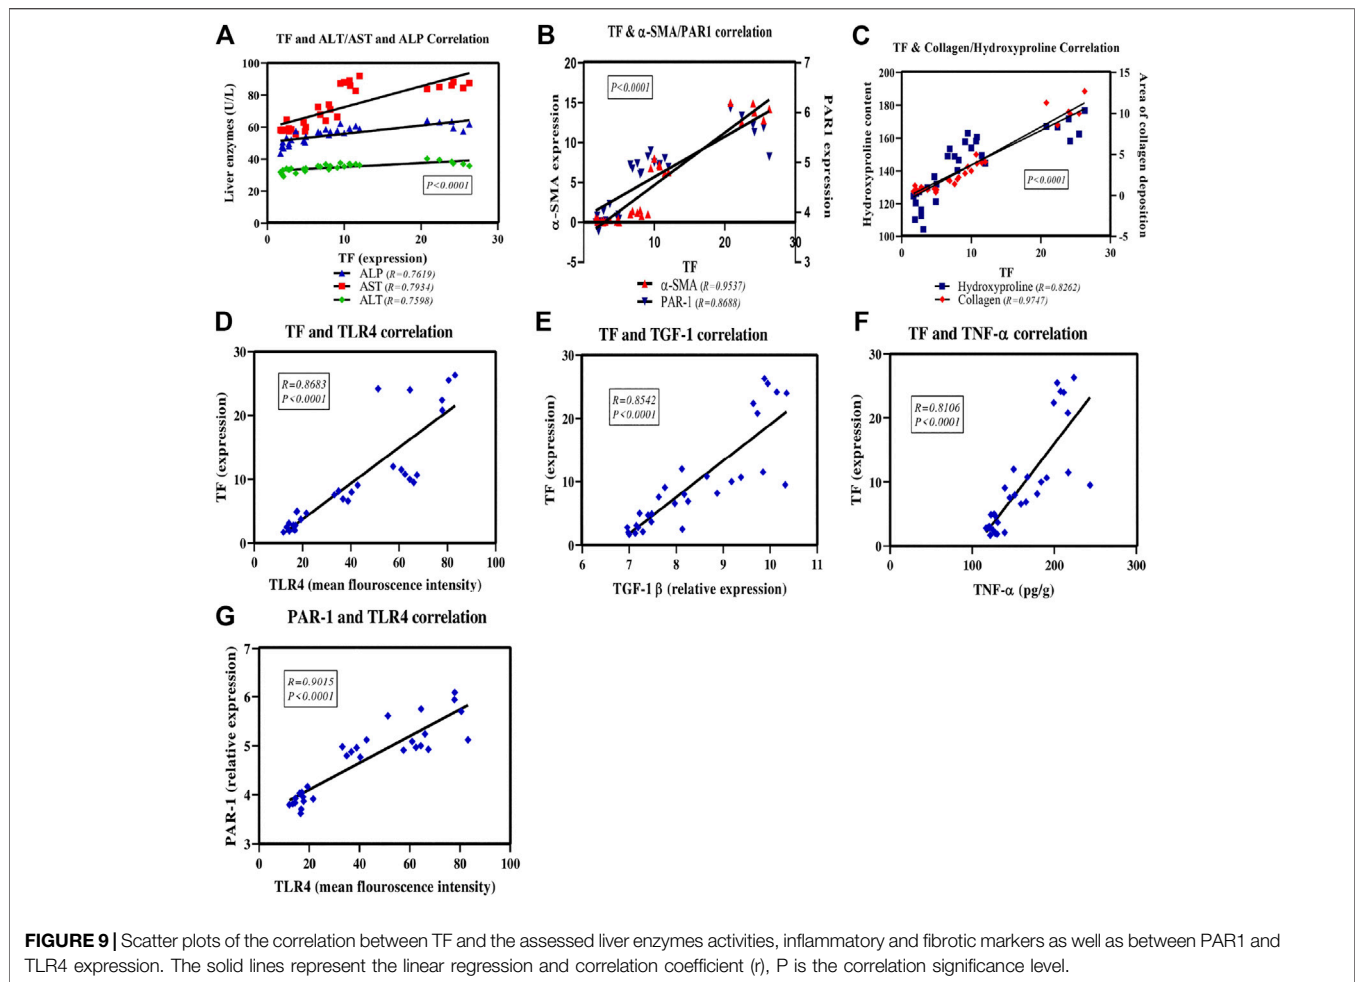 A
TF and ALT/AST and ALP Correlation
Liver enzymes (U/L)
100
80
60
40
20
0
P<0.0001
0 10 20 30
TF (expression)
ALP (R=0.7619)
AST (R=0.7934)
ALT (R=0.7598)
B
TF & α-SMA/PAR1 correlation
α-SMA expression
20
15
10
5
0
-5
P<0.0001
PAR1 expression
7
6
5
4
3
10 20 30
TF
α-SMA (R=0.9537)
PAR-1 (R=0.8688)
C
TF & Collagen/Hydroxyproline Correlation
Hydroxyproline content
200
180
160
140
120
100
P<0.0001
Area of collagen deposition
15
10
5
0
-5
0 10 20 30
TF
Hydroxyproline (R=0.8262)
Collagen (R=0.9747)
D
TF and TLR4 correlation
TF (expression)
30
20
10
0
R=0.8683
P<0.0001
0 20 40 60 80 100
TLR4 (mean flouroscence intensity)
E
TF and TGF-1 correlation
TF (expression)
30
20
10
0
R=0.8542
P<0.0001
6 7 8 9 10 11
TGF-1 β (relative expression)
F
TF and TNF-α correlation
TF (expression)
30
20
10
0
R=0.8106
P<0.0001
0 100 200 300
TNF-α (pg/g)
G
PAR-1 and TLR4 correlation
PAR-1 (relative expression)
7
6
5
4
3
R=0.9015
P<0.0001
0 20 40 60 80 100
TLR4 (mean flouroscence intensity)
FIGURE 9 | Scatter plots of the correlation between TF and the assessed liver enzymes activities, inflammatory and fibrotic markers as well as between PAR1 and
TLR4 expression. The solid lines represent the linear regression and correlation coefficient (r), P is the correlation significance level.